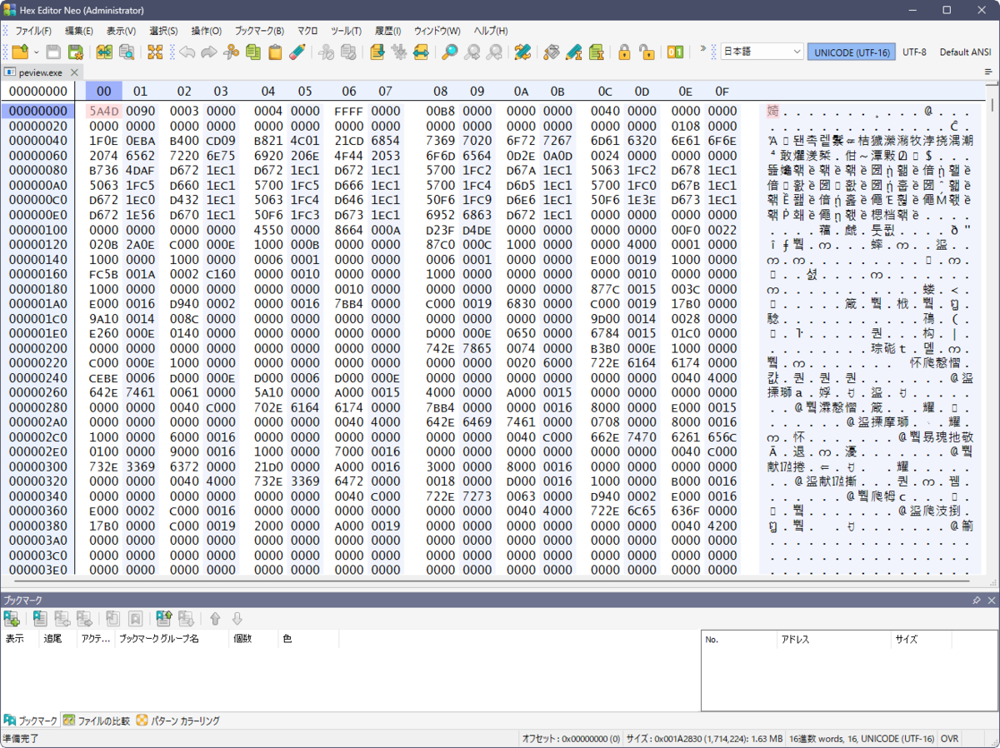 Hex Editor Neo (Administrator)
ファイル(F) 編集(E) 表示(V) 選択(S) 操作(O) ブックマーク(B) マクロ ツール(T) 履歴(I) ウィンドウ(W) ヘルプ(H)
日本語 UNICODE (UTF-16) UTF-8 Default ANSI
peview.exe
00000000 00 01 02 03 04 05 06 07 08 09 0A 0B 0C 0D 0E 0F
00000000 5A4D 0090 0003 0000 0004 0000 FFFF 0000 00B8 0000 0000 0000 0040 0000 0000 0000
00000020 0000 0000 0000 0000 0000 0000 0000 0000 0000 0000 0000 0000 0000 0000 0108 0000
00000040 1F0E 0EBA B400 CD09 B821 4C01 21CD 6854 7369 7020 6F72 7267 6D61 6320 6E61 6F6E
00000060 2074 6562 7220 6E75 6920 206E 4F44 2053 6F6D 6564 0D2E 0A0D 0024 0000 0000 0000
00000080 B736 4DAF D672 1EC1 D672 1EC1 D672 1EC1 5700 1FC2 D67A 1EC1 5063 1FC2 D678 1EC1
000000A0 5063 1FC5 D660 1EC1 5700 1FC5 D666 1EC1 5700 1FC4 D6D5 1EC1 5700 1FC0 D67B 1EC1
000000C0 D672 1EC0 D432 1EC1 5063 1FC4 D646 1EC1 50F6 1FC9 D6E6 1EC1 50F6 1E3E D673 1EC1
000000E0 D672 1E56 D670 1EC1 50F6 1FC3 D673 1EC1 6952 6863 D672 1EC1 0000 0000 0000 0000
00000100 0000 0000 0000 0000 4550 0000 8664 000A D23F D4DE 0000 0000 0000 0000 00F0 0022
00000120 020B 2A0E C000 000E 1000 000B 0000 0000 87C0 000C 1000 0000 0000 4000 0001 0000
00000140 1000 0000 1000 0000 0006 0001 0000 0000 0006 0001 0000 0000 E000 0019 1000 0000
00000160 FC5B 001A 0002 C160 0000 0010 0000 0000 1000 0000 0000 0000 0000 0010 0000 0000
00000180 1000 0000 0000 0000 0000 0000 0010 0000 0000 0000 0000 0000 877C 0015 003C 0000
000001A0 E000 0016 D940 0002 0000 0016 7BB4 0000 C000 0019 6830 0000 C000 0019 17B0 0000
000001C0 9A10 0014 008C 0000 0000 0000 0000 0000 0000 0000 0000 0000 9D00 0014 0028 0000
000001E0 E260 000E 0140 0000 0000 0000 0000 0000 D000 000E 0650 0000 6784 0015 01C0 0000
00000200 0000 0000 0000 0000 0000 0000 0000 0000 742E 7865 0074 0000 B3B0 000E 1000 0000
00000220 C000 000E 1000 0000 0000 0000 0000 0000 0000 0000 0020 6000 722E 6164 6174 0000
00000240 CEBE 0006 D000 000E D000 0006 D000 000E 0000 0000 0000 0000 0000 0000 0040 4000
00000260 642E 7461 0061 0000 5A10 0000 A000 0015 4000 0000 A000 0015 0000 0000 0000 0000
00000280 0000 0000 0040 C000 702E 6164 6174 0000 7BB4 0000 0000 0016 8000 0000 E000 0015
000002A0 0000 0000 0000 0000 0000 0000 0040 4000 642E 6469 7461 0000 0708 0000 8000 0016
000002C0 1000 0000 6000 0016 0000 0000 0000 0000 0000 0000 0040 C000 662E 7470 6261 656C
000002E0 0100 0000 9000 0016 1000 0000 7000 0016 0000 0000 0000 0000 0000 0000 0040 C000
00000300 732E 3369 6372 0000 21D0 0000 A000 0016 3000 0000 8000 0016 0000 0000 0000 0000
00000320 0000 0000 0040 4000 732E 3369 6472 0000 0018 0000 D000 0016 1000 0000 B000 0016
00000340 0000 0000 0000 0000 0000 0000 0040 C000 722E 7273 0063 0000 D940 0002 E000 0016
00000360 E000 0002 C000 0016 0000 0000 0000 0000 0000 0000 0040 4000 722E 6C65 636F 0000
00000380 17B0 0000 C000 0019 2000 0000 A000 0019 0000 0000 0000 0000 0000 0000 0040 4200
000003A0 0000 0000 0000 0000 0000 0000 0000 0000 0000 0000 0000 0000 0000 0000 0000 0000
000003C0 0000 0000 0000 0000 0000 0000 0000 0000 0000 0000 0000 0000 0000 0000 0000 0000
000003E0 0000 0000 0000 0000 0000 0000 0000 0000 0000 0000 0000 0000 0000 0000 0000 0000
ブックマーク
表示 追尾 アクテ... ブックマーク グループ名 個数 色 No. アドレス サイズ
ブックマーク ファイルの比較 パターン カラーリング
準備完了 オフセット : 0x00000000 (0) サイズ : 0x001A2830 (1,714,224): 1.63 MB 16進数 words, 16, UNICODE (UTF-16) OVR